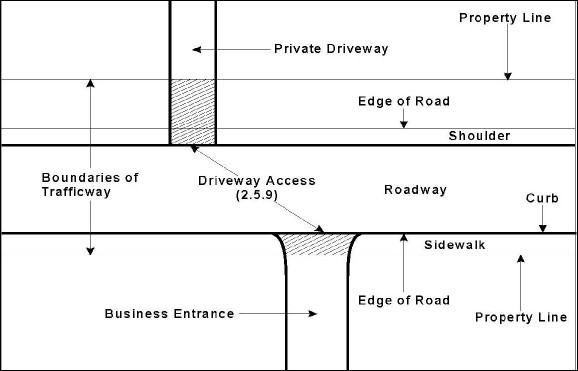 Property Line
Private Driveway
Edge of Road
Shoulder
Boundaries of
Trafficway
Driveway Access
(2.5.9)
Roadway
Curb
Sidewalk
Edge of Road
Business Entrance
Property Line